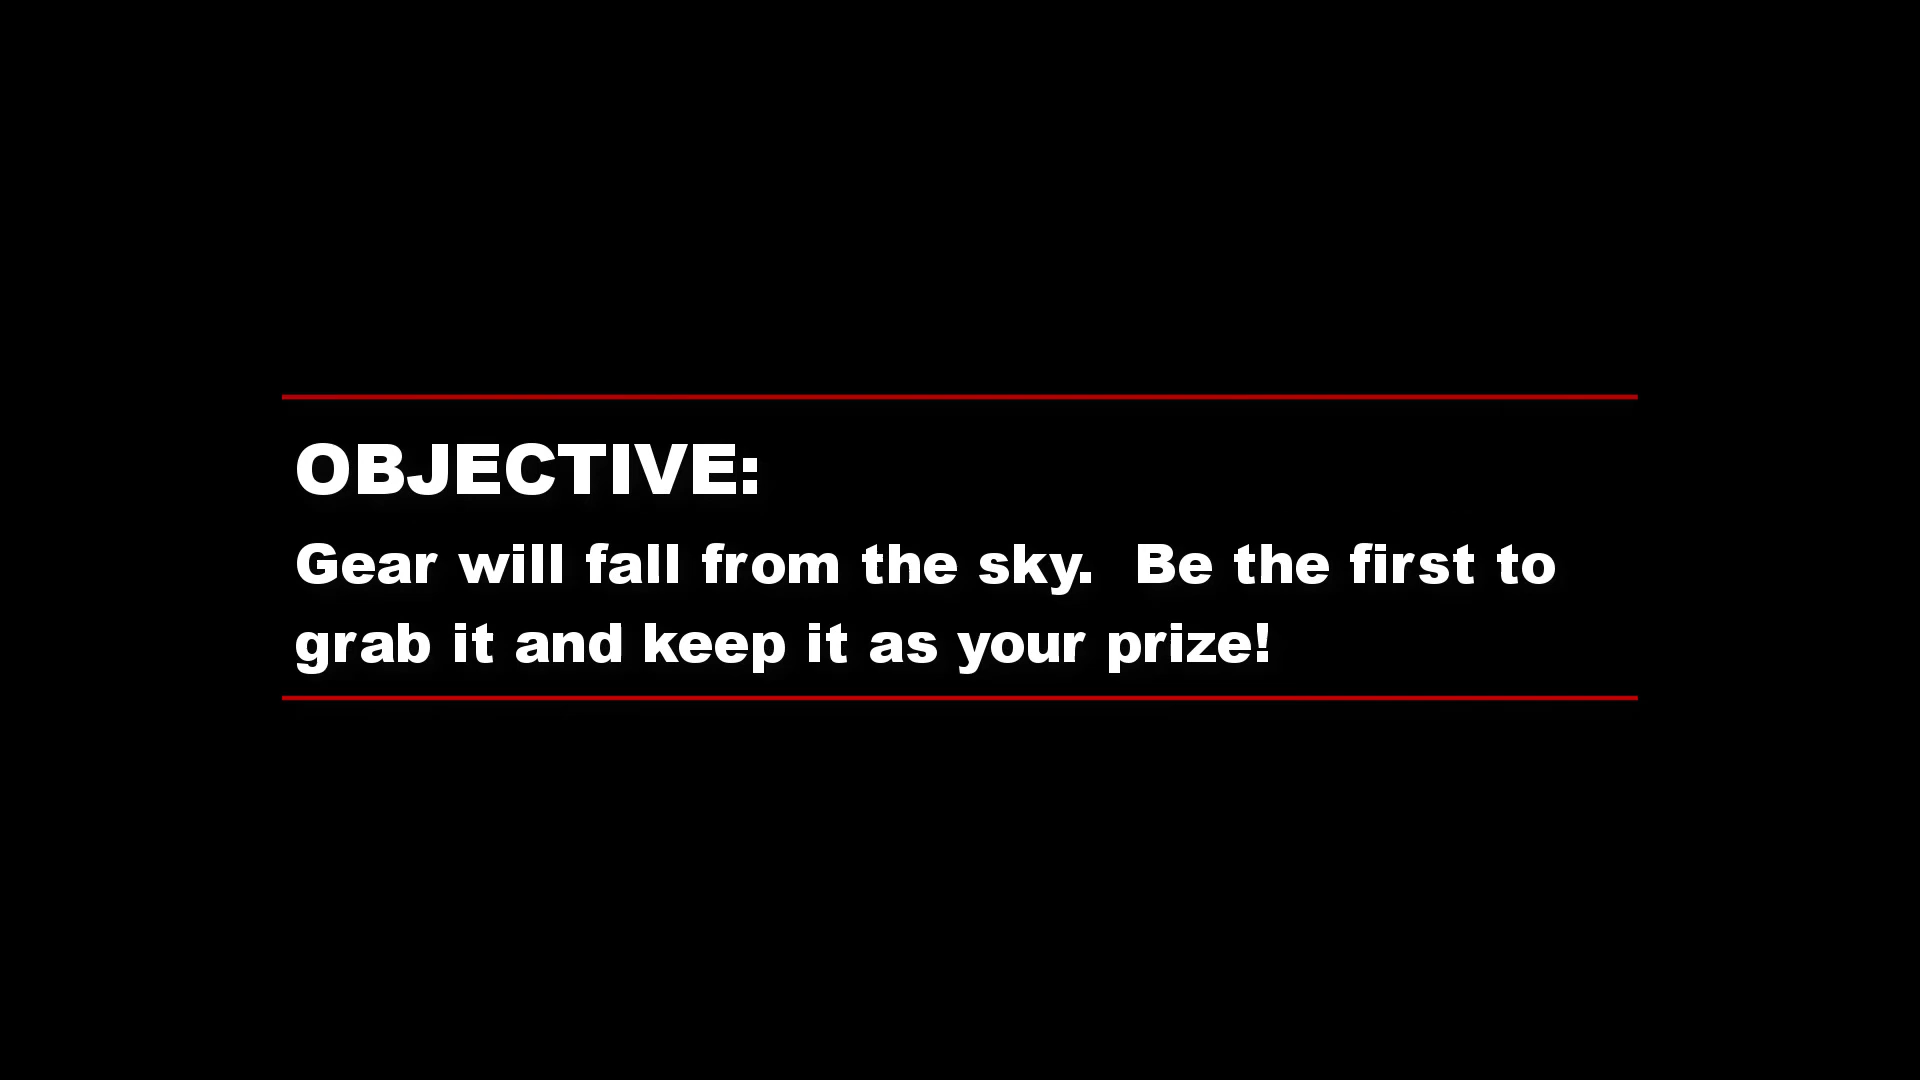 OBJECTIVE:
Gear will fall from the sky.  Be the first to
grab it and keep it as your prize!